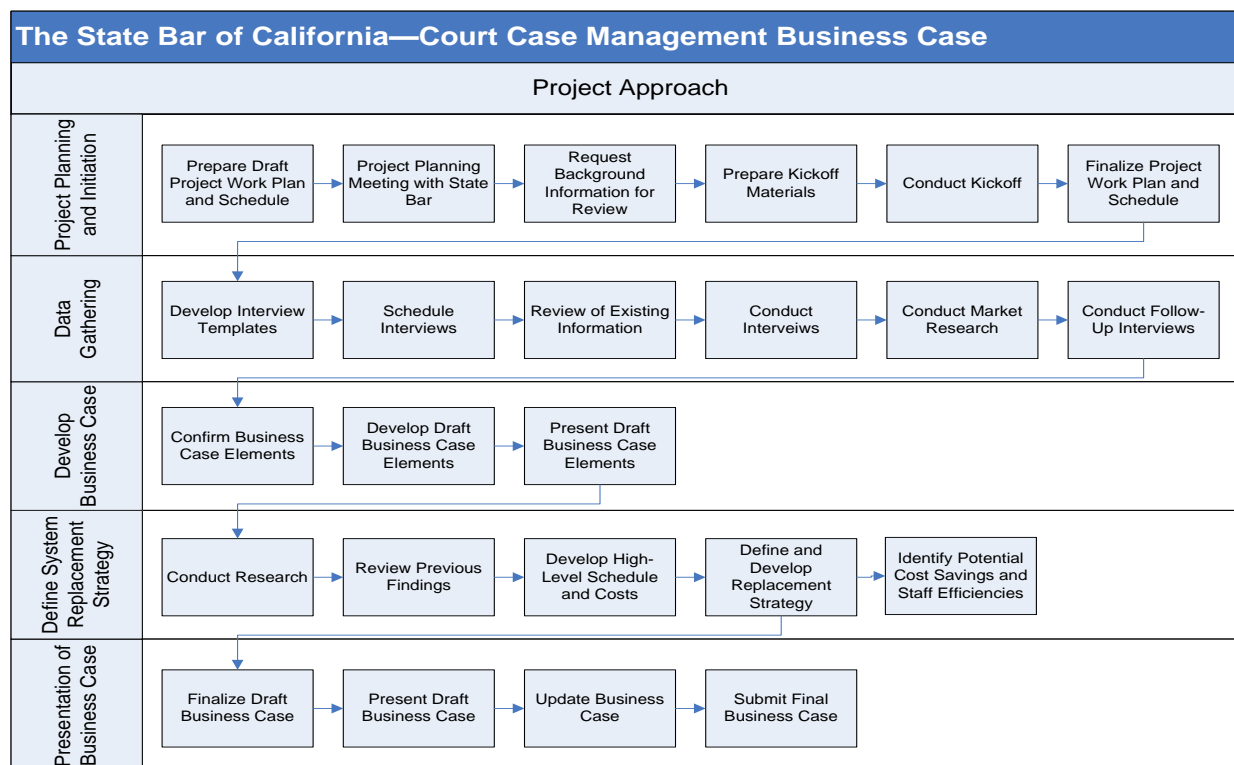 The State Bar of California—Court Case Management Business Case
Project Approach
Project Planning
and Initiation
Prepare Draft
Project Work Plan
and Schedule
Project Planning
Meeting with State
Bar
Request
Background
Information for
Review
Prepare Kickoff
Materials
Conduct Kickoff
Finalize Project
Work Plan and
Schedule
Data
Gathering
Develop Interview
Templates
Schedule
Interviews
Review of Existing
Information
Conduct
Interveiws
Conduct Market
Research
Conduct Follow-
Up Interviews
Develop
Business Case
Confirm Business
Case Elements
Develop Draft
Business Case
Elements
Present Draft
Business Case
Elements
Define System
Replacement
Strategy
Conduct Research
Review Previous
Findings
Develop High-
Level Schedule
and Costs
Define and
Develop
Replacement
Strategy
Identify Potential
Cost Savings and
Staff Efficiencies
Presentation of
Business Case
Finalize Draft
Business Case
Present Draft
Business Case
Update Business
Case
Submit Final
Business Case